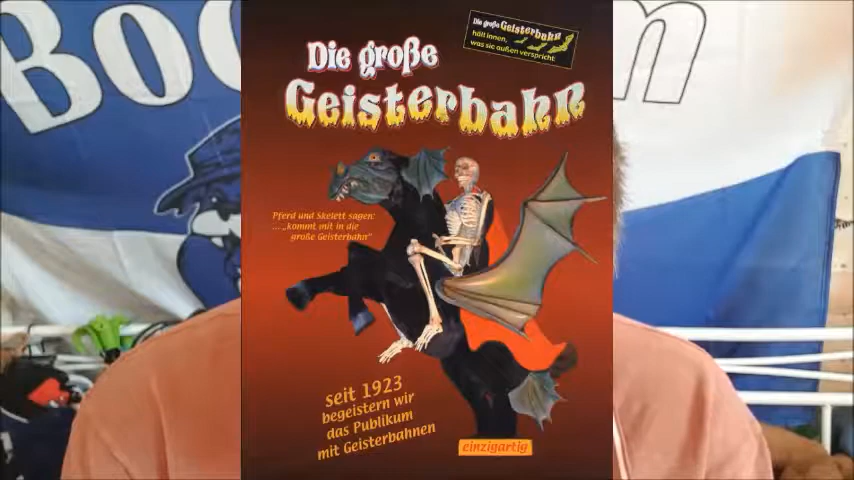 Die große Geisterbahn
hält innen,
was sie außen verspricht
Die große
Geisterbahn
Pferd und Skelett sagen:
..."kommt mit in die
große Geisterbahn"
seit 1923
begeistern wir
das Publikum
mit Geisterbahnen
einzigartig